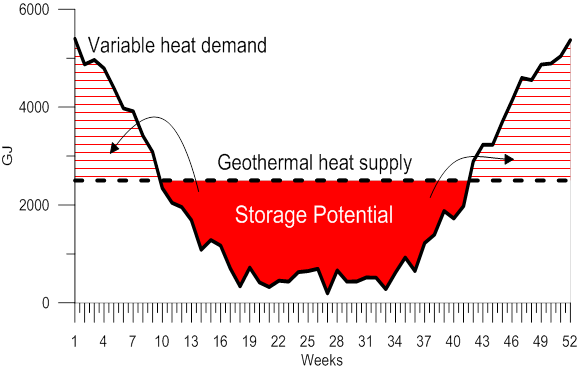 6000
Variable heat demand
4000
GJ
Geothermal heat supply
2000
Storage Potential
0
1 4 7 10 13 16 19 22 25 28 31 34 37 40 43 46 49 52
Weeks